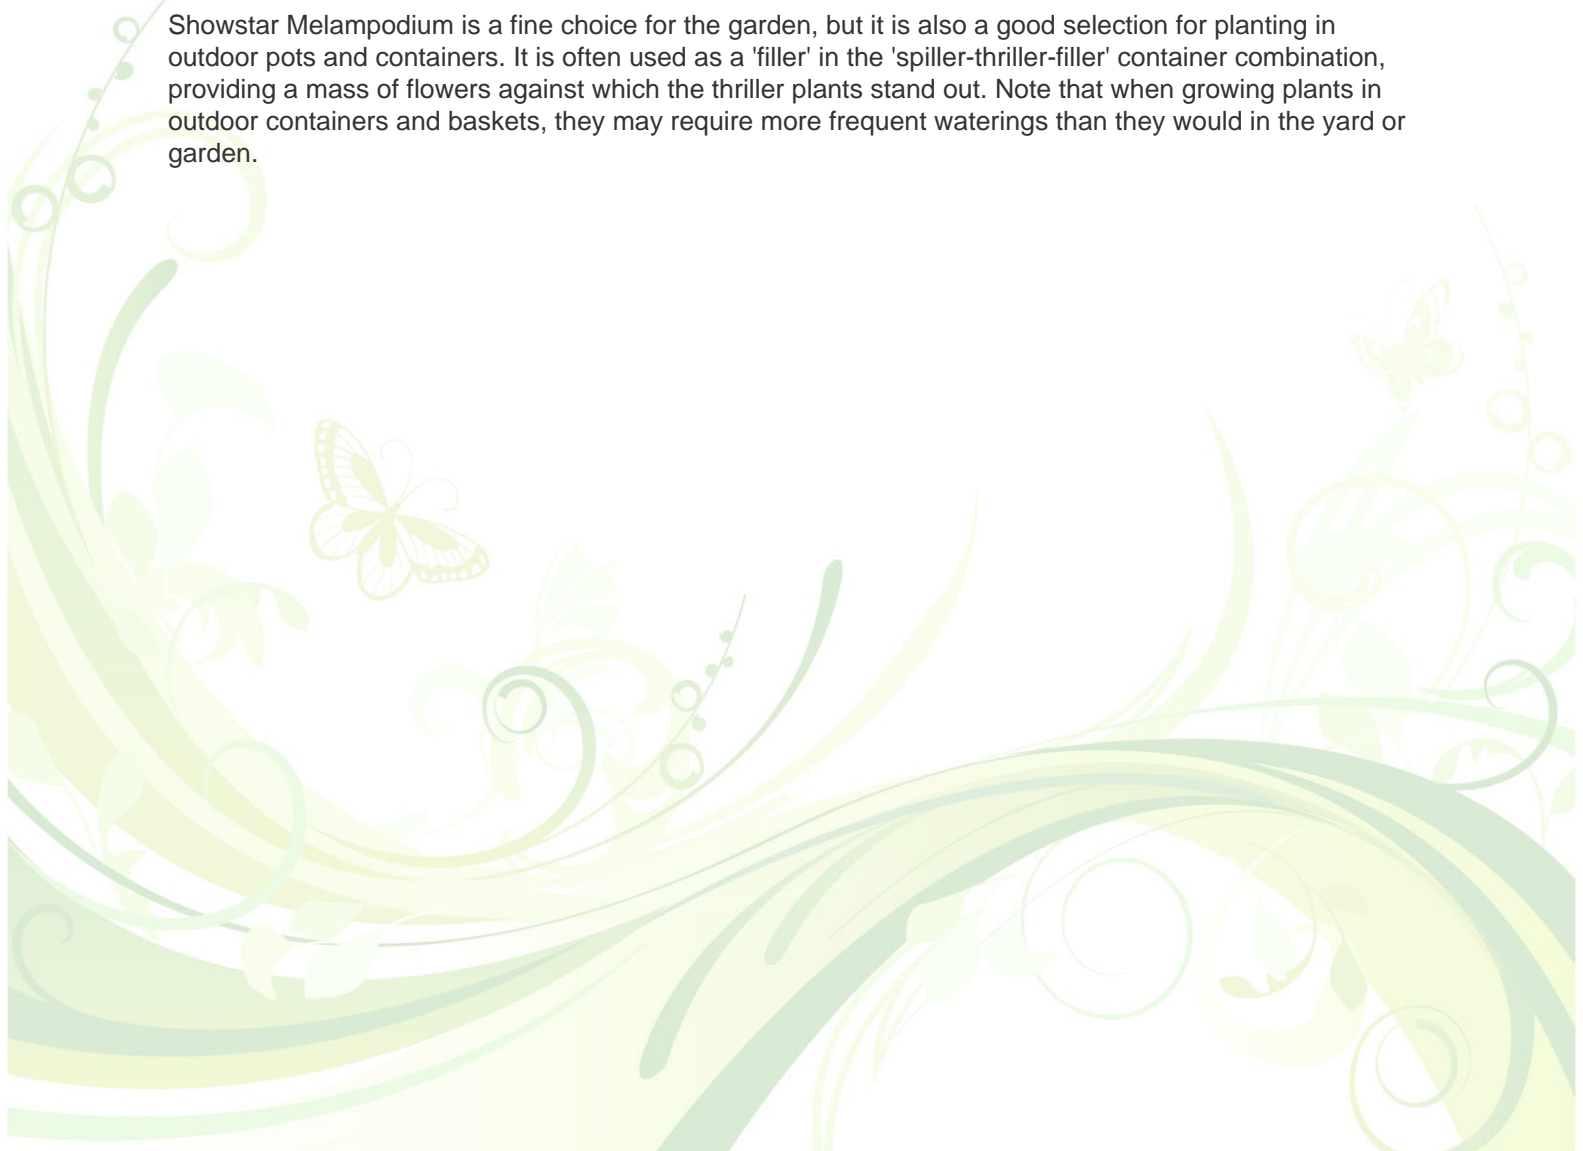 Showstar Melampodium is a fine choice for the garden, but it is also a good selection for planting in
outdoor pots and containers. It is often used as a 'filler' in the 'spiller-thriller-filler' container combination,
providing a mass of flowers against which the thriller plants stand out. Note that when growing plants in
outdoor containers and baskets, they may require more frequent waterings than they would in the yard or
garden.